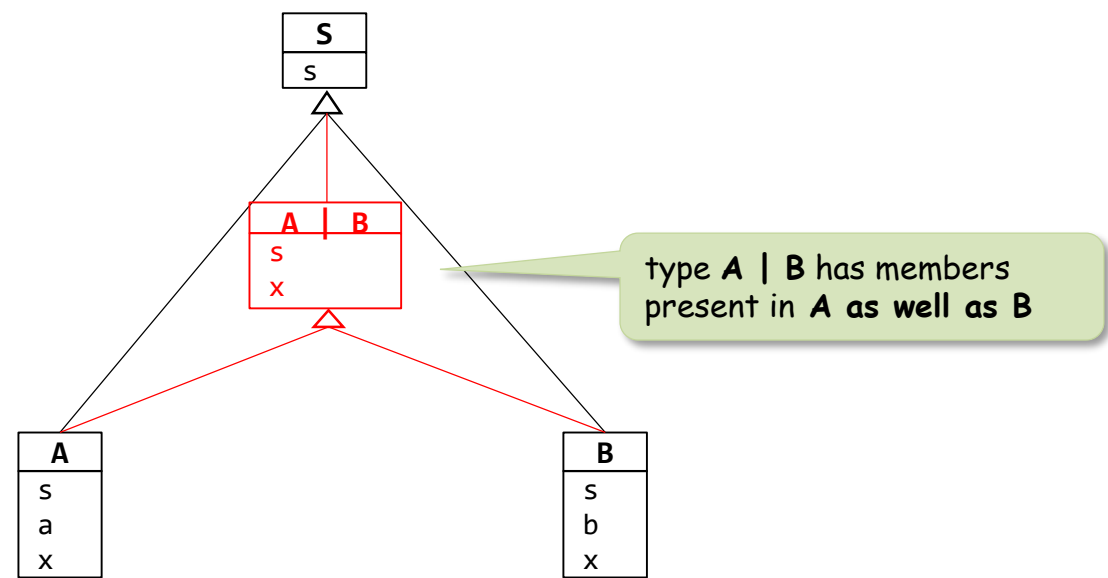 S
s
A | B
s
x
type A | B has members
present in A as well as B
A
s
a
x
B
s
b
x